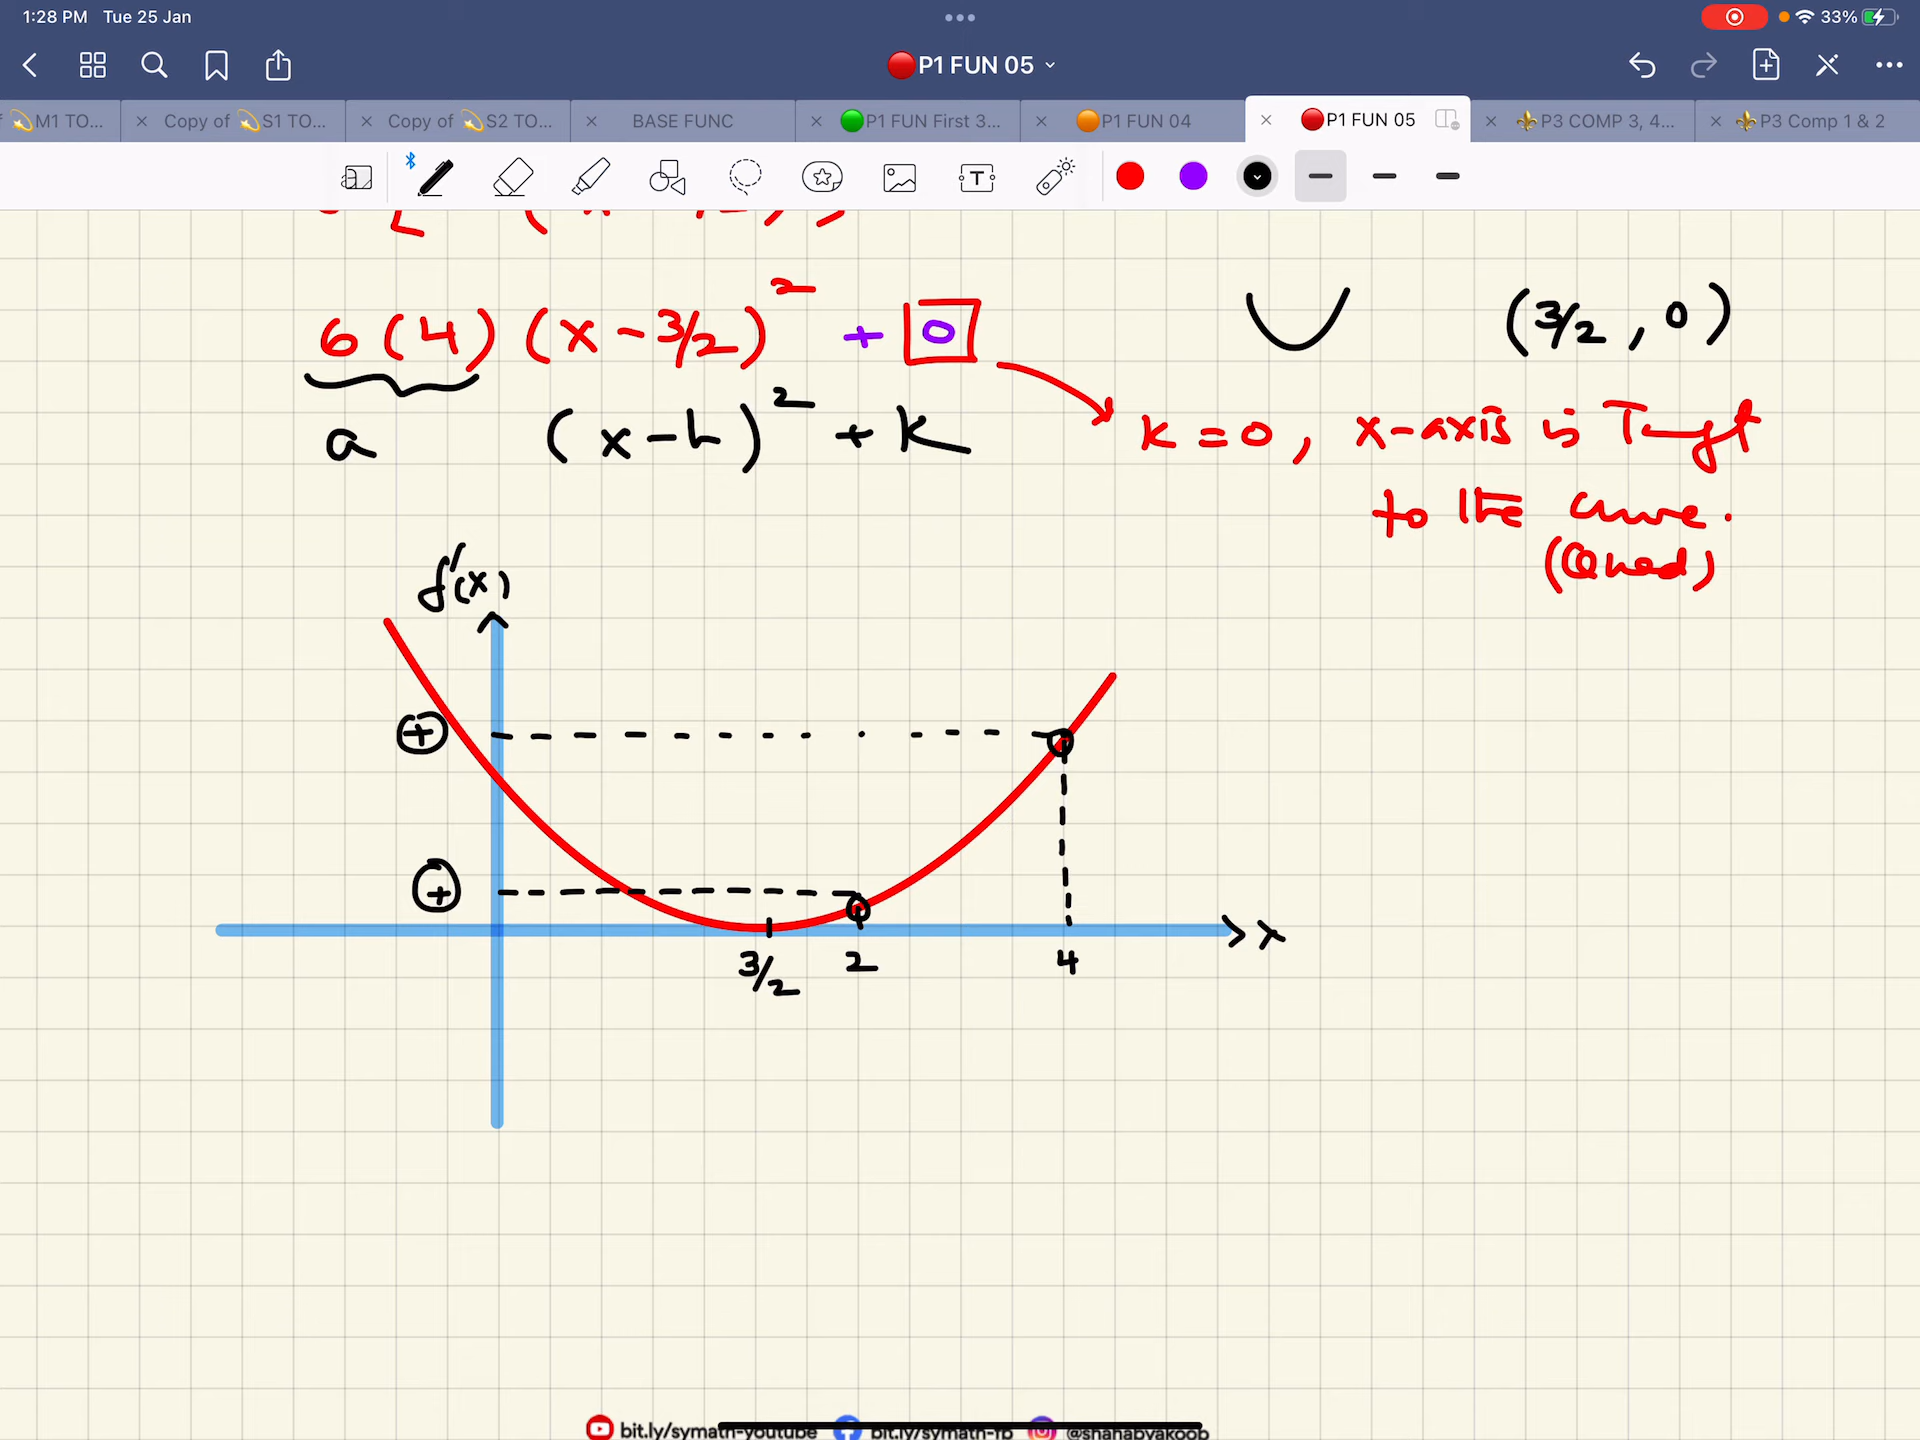 1:28 PM Tue 25 Jan
33%
P1 FUN 05
M1 TO...
Copy of S1 TO...
Copy of S2 TO...
BASE FUNC
P1 FUN First 3...
P1 FUN 04
P1 FUN 05
P3 COMP 3, 4...
P3 Comp 1 & 2
6 (4) (x - 3/2)² + 0
(3/2, 0)
a (x - h)² + k
k = 0, x-axis is
to the curve.
(Quad)
f'(x)
+
+
x
3/2 2 4
bit.ly/symath-youtube bit.ly/symath-fb @shahabyakoob